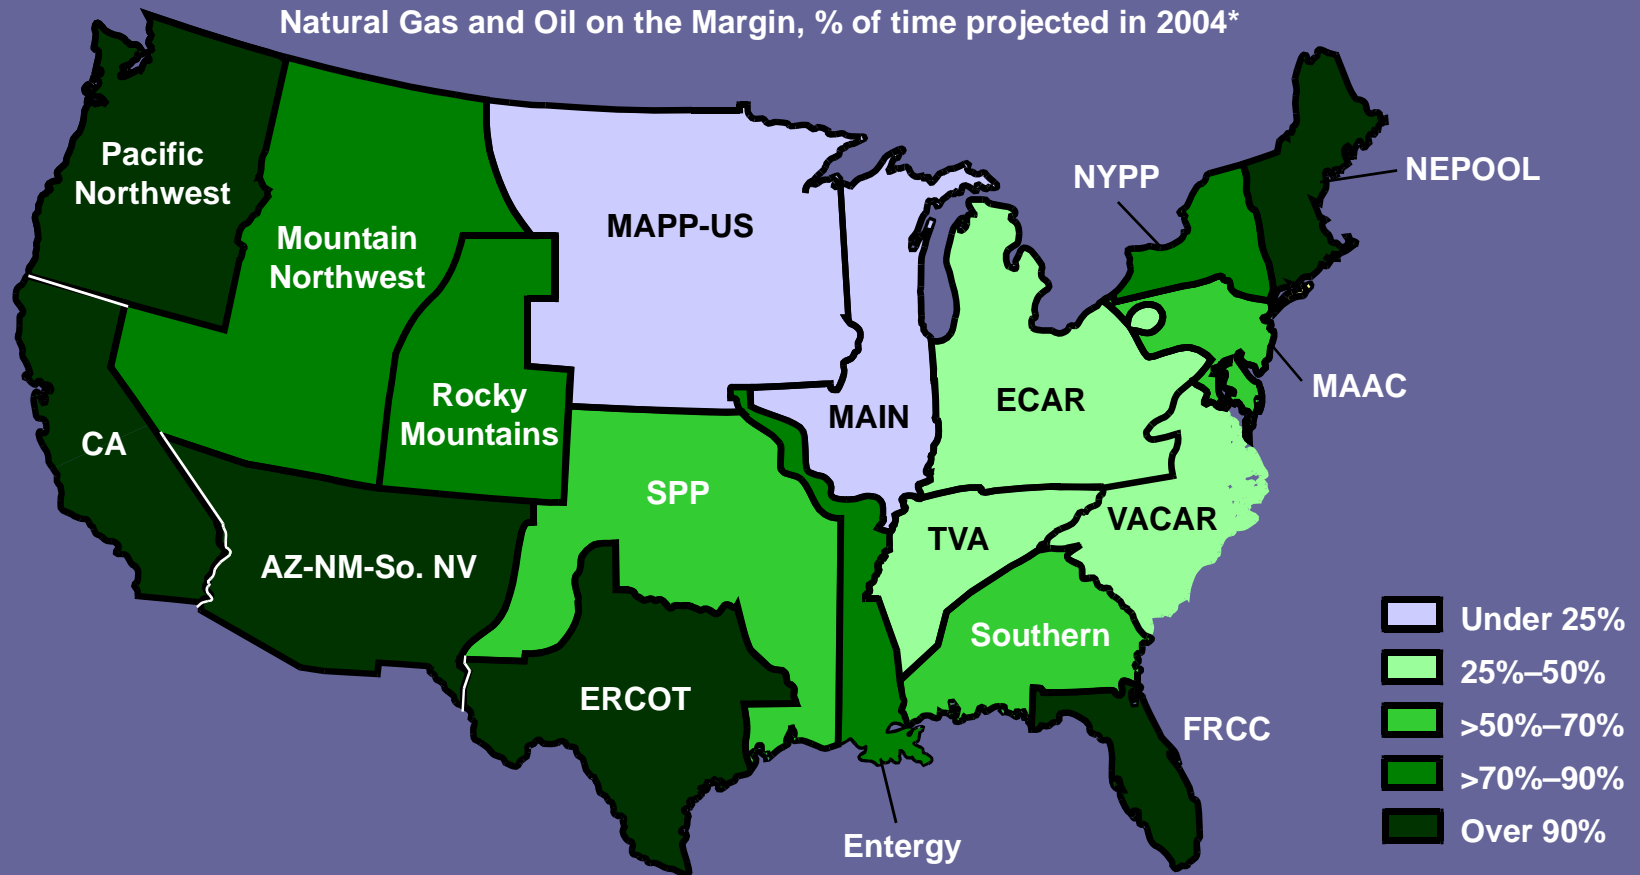 Natural Gas and Oil on the Margin, % of time projected in 2004*
Pacific
Northwest
Mountain
Northwest
MAPP-US
NYPP
NEPOOL
Rocky
Mountains
MAIN
ECAR
MAAC
CA
SPP
TVA
VACAR
AZ-NM-So. NV
Southern
ERCOT
FRCC
Entergy
Under 25%
25%–50%
>50%–70%
>70%–90%
Over 90%